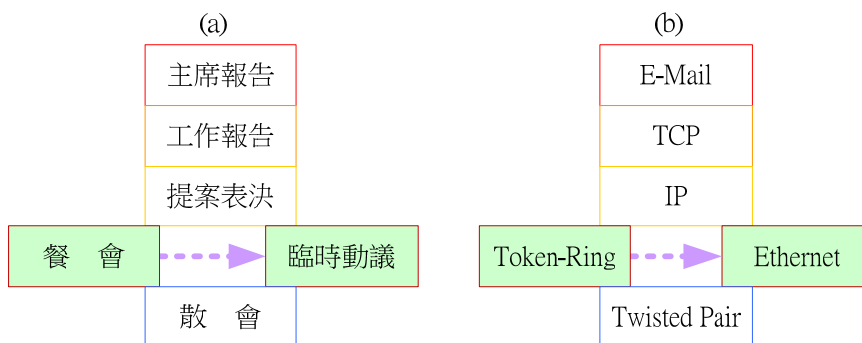 (a)
主席報告
工作報告
提案表決
餐 會
臨時動議
散 會
(b)
E-Mail
TCP
IP
Token-Ring
Ethernet
Twisted Pair